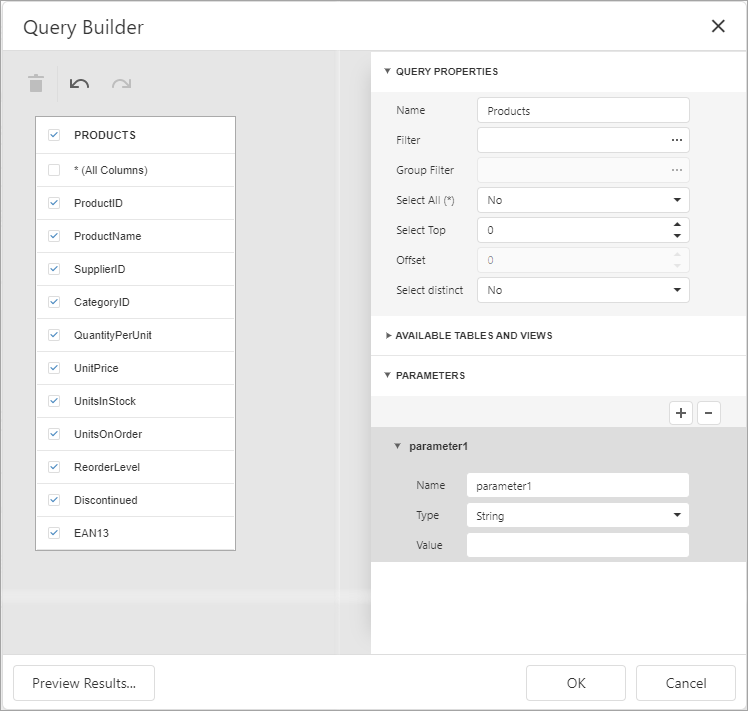 Query Builder
PRODUCTS
* (All Columns)
ProductID
ProductName
SupplierID
CategoryID
QuantityPerUnit
UnitPrice
UnitsInStock
UnitsOnOrder
ReorderLevel
Discontinued
EAN13
QUERY PROPERTIES
Name Products
Filter ...
Group Filter ...
Select All (*) No
Select Top 0
Offset 0
Select distinct No
AVAILABLE TABLES AND VIEWS
PARAMETERS
+ -
parameter1
Name parameter1
Type String
Value
Preview Results... OK Cancel